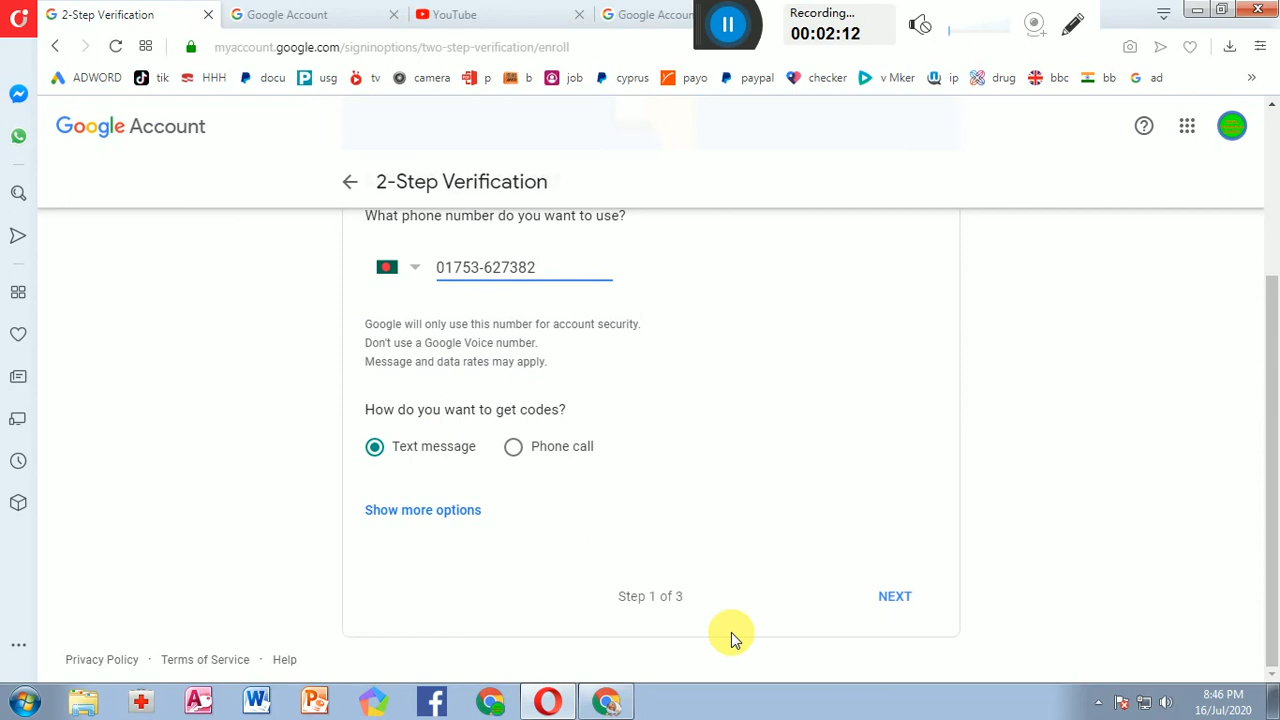 2-Step Verification
Google Account
YouTube
Google Accoun
Recording...
00:02:12
myaccount.google.com/signinoptions/two-step-verification/enroll
ADWORD
tik
HHH
docu
usg
tv
camera
p
b
job
cyprus
payo
paypal
checker
v Mker
ip
drug
bbc
bb
ad
Google Account
2-Step Verification
What phone number do you want to use?
01753-627382
Google will only use this number for account security.
Don't use a Google Voice number.
Message and data rates may apply.
How do you want to get codes?
Text message
Phone call
Show more options
Step 1 of 3
NEXT
Privacy Policy · Terms of Service · Help
8:46 PM
16/Jul/2020